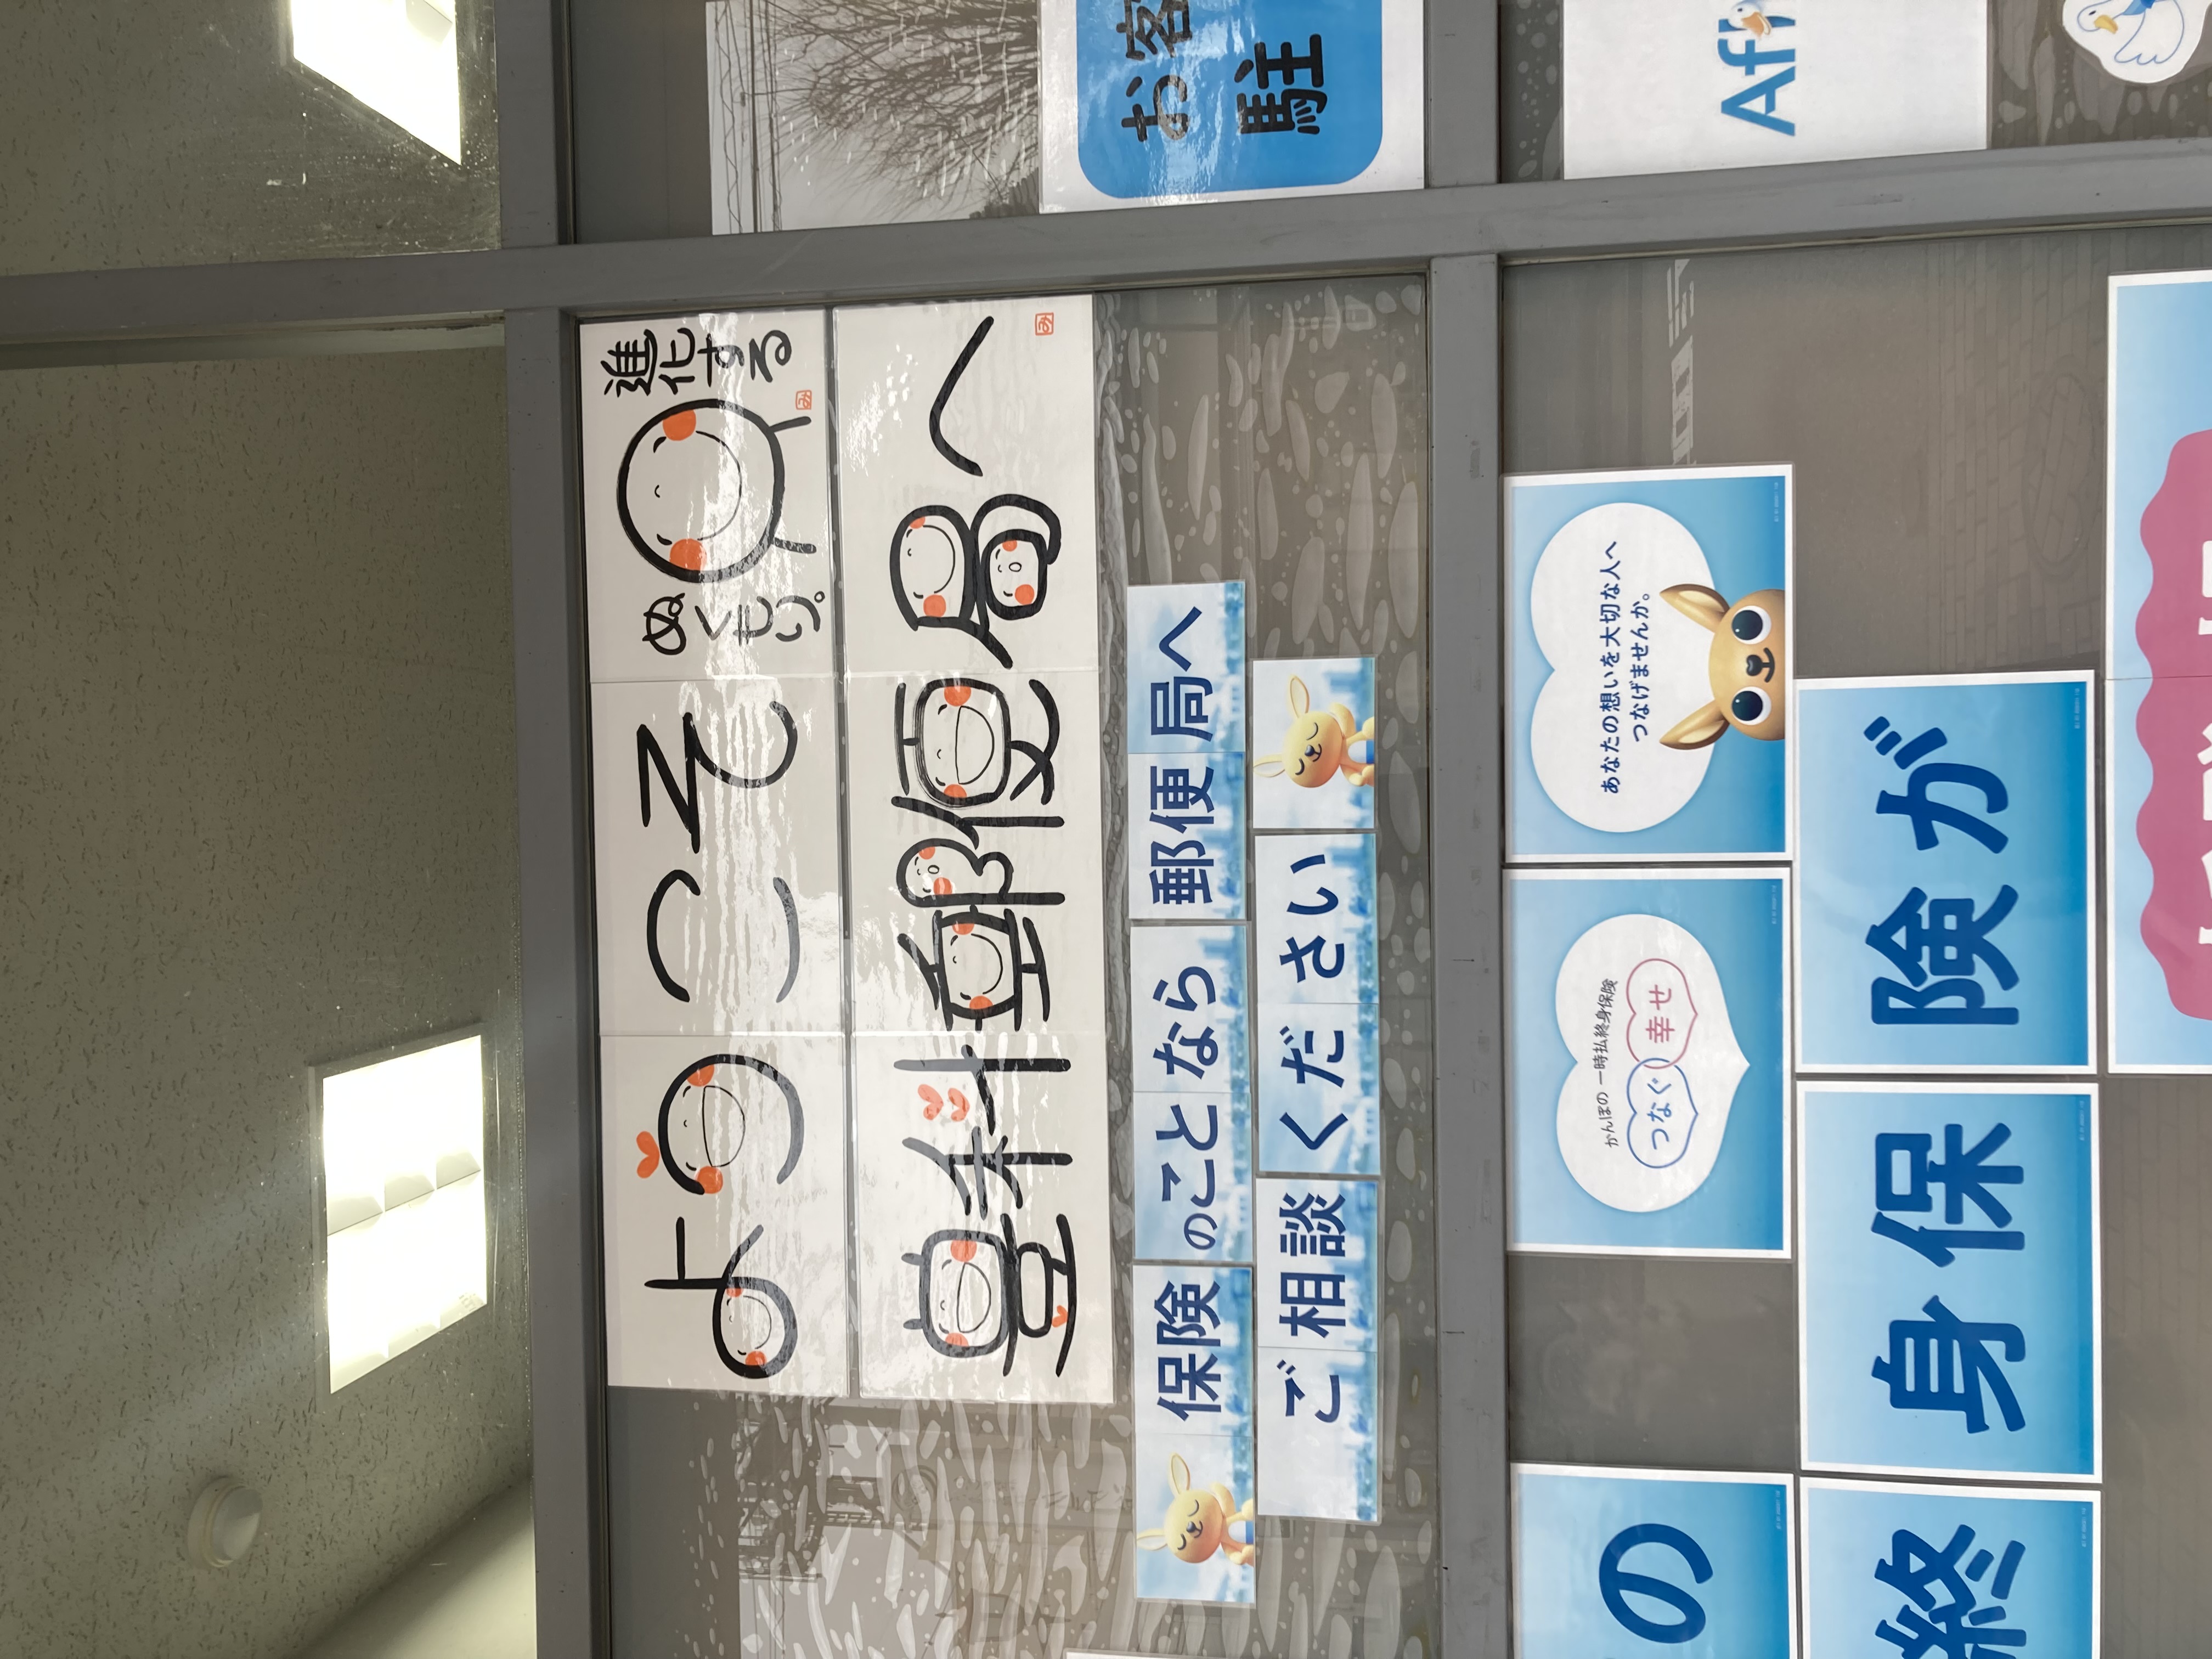 ようこそ
進化する
ぬくもり。
豊科郵便局へ
保険のことなら郵便局へ
ご相談ください
お客
駐
Afl
あなたの想いを大切な人へ
つなげませんか。
かんぽの一時払終身保険
つなぐ幸せ
の
終身保険が